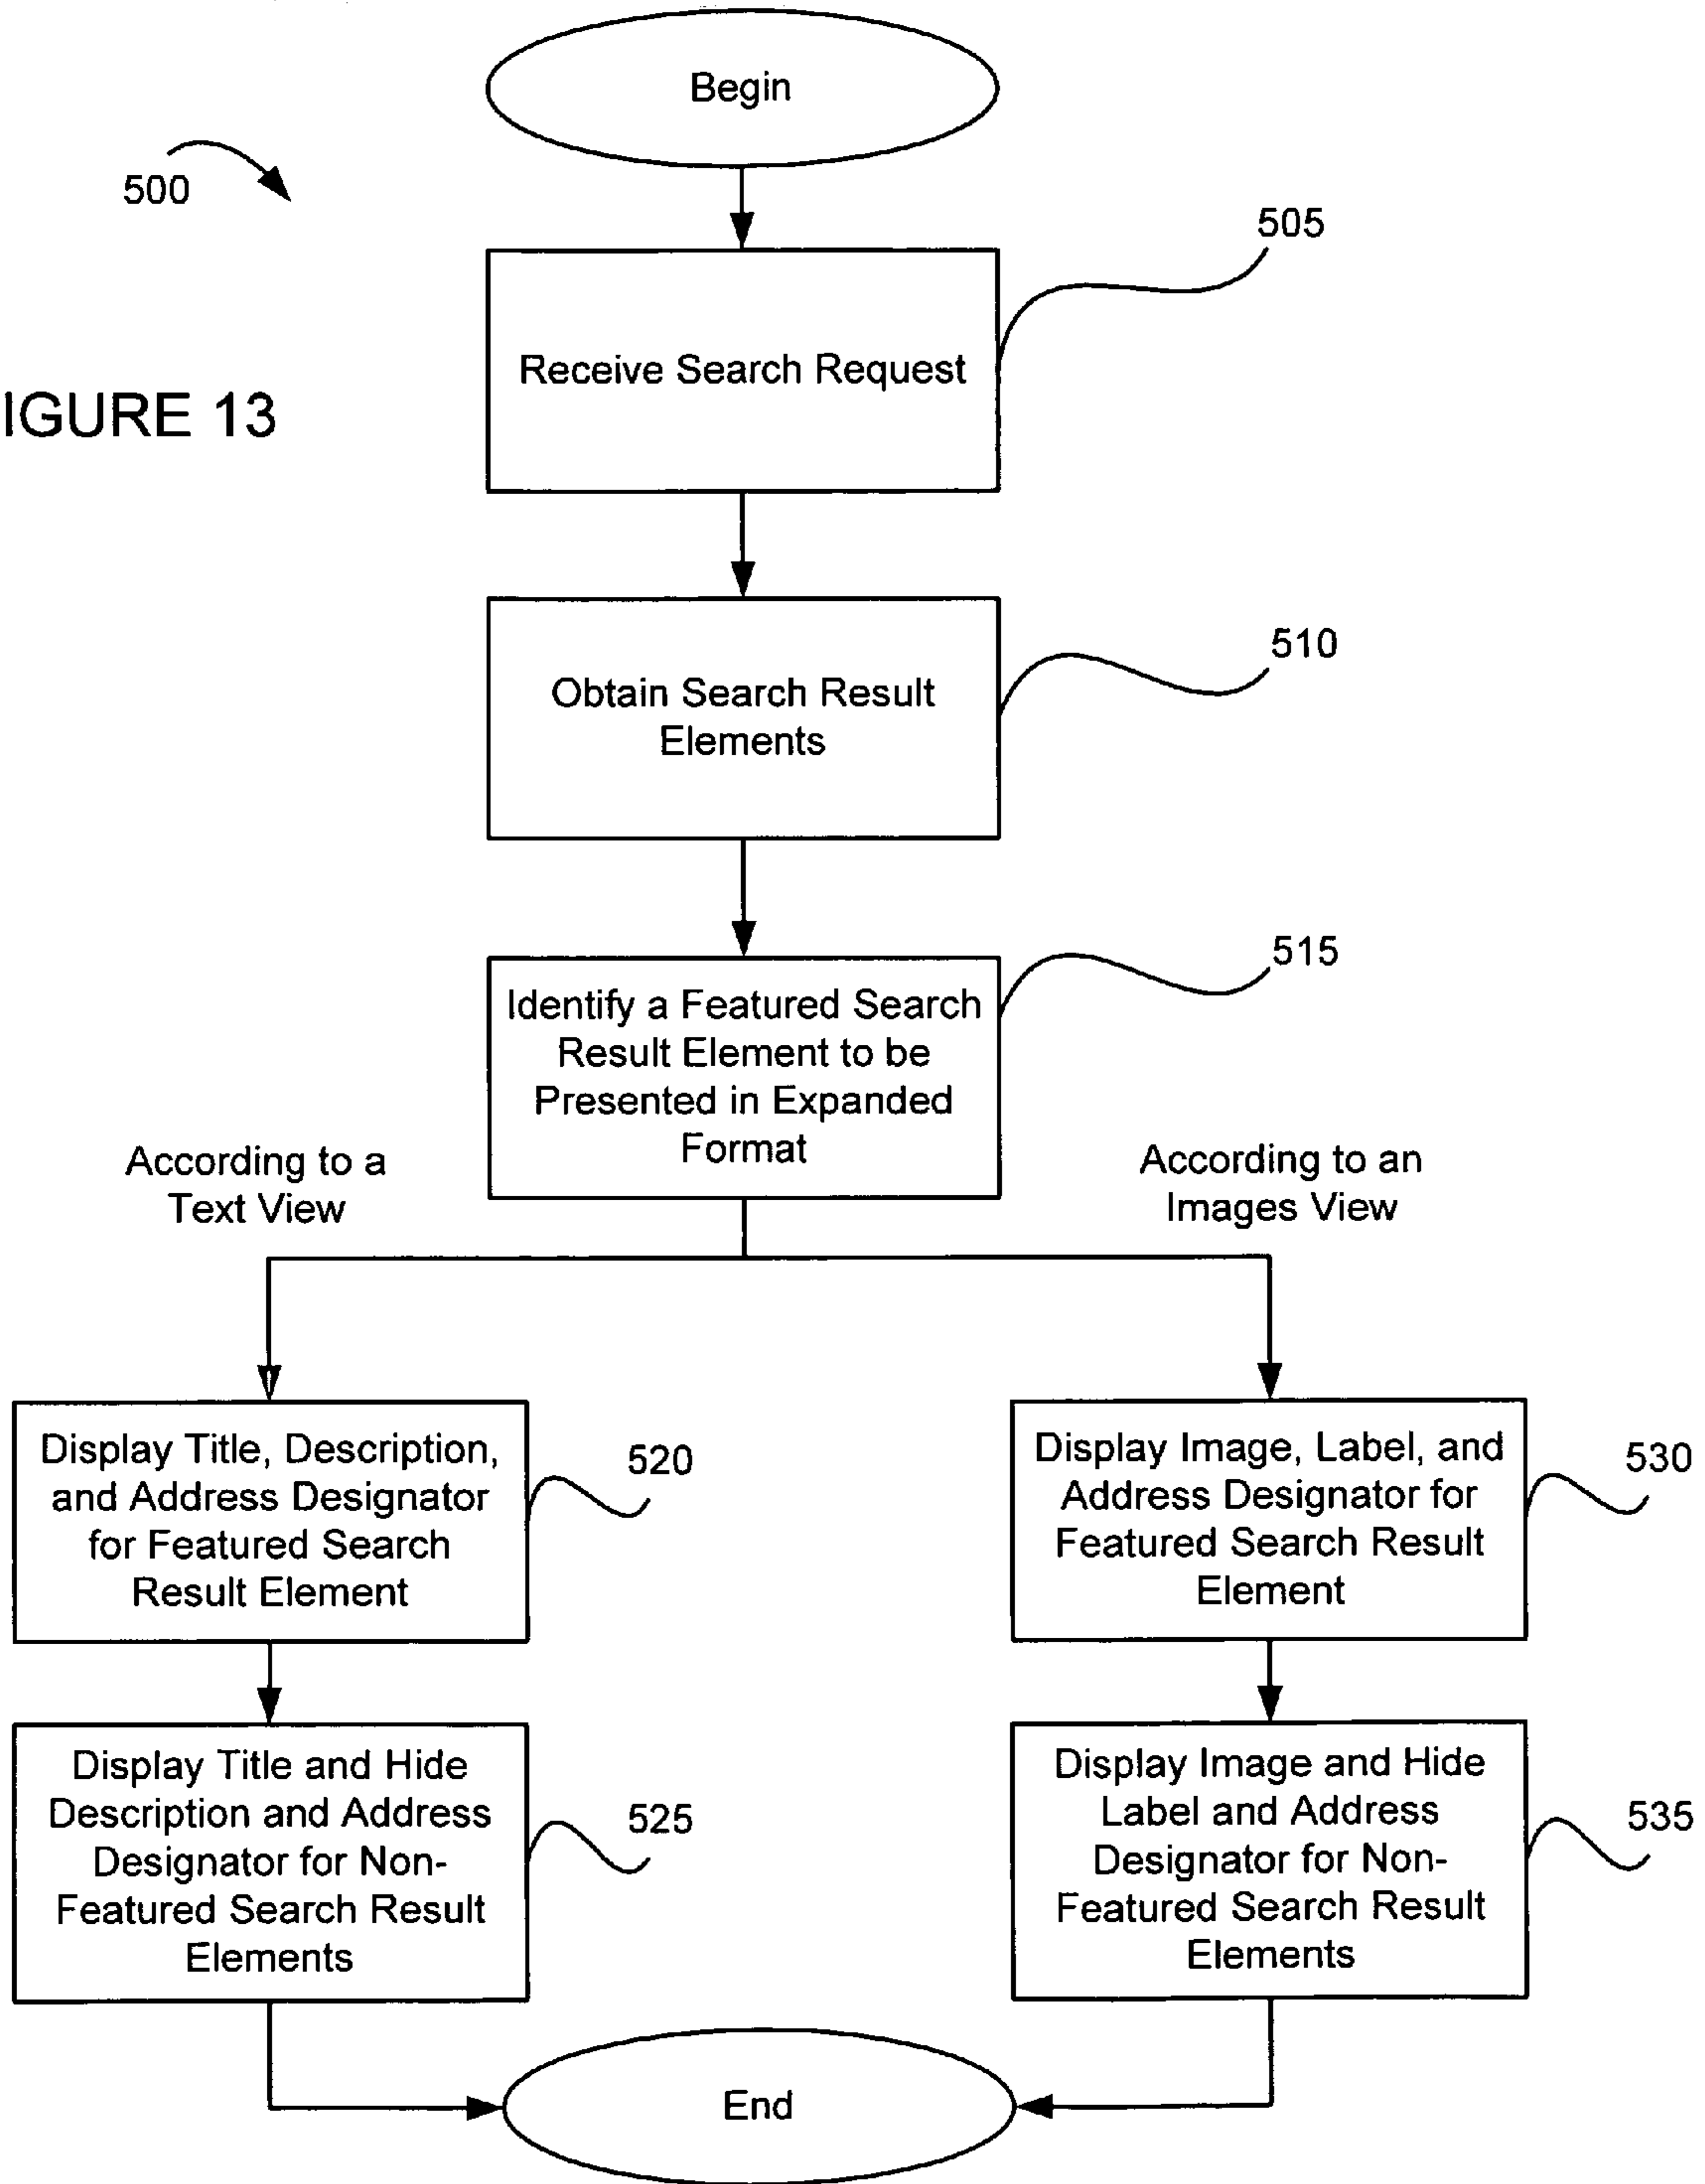 Begin
500
505
Receive Search Request
IGURE 13
510
Obtain Search Result
Elements
515
Identify a Featured Search
Result Element to be
Presented in Expanded
Format
According to a
Text View
According to an
Images View
Display Title, Description,
and Address Designator
for Featured Search
Result Element
520
Display Image, Label, and
Address Designator for
Featured Search Result
Element
530
Display Title and Hide
Description and Address
Designator for Non-
Featured Search Result
Elements
525
Display Image and Hide
Label and Address
Designator for Non-
Featured Search Result
Elements
535
End